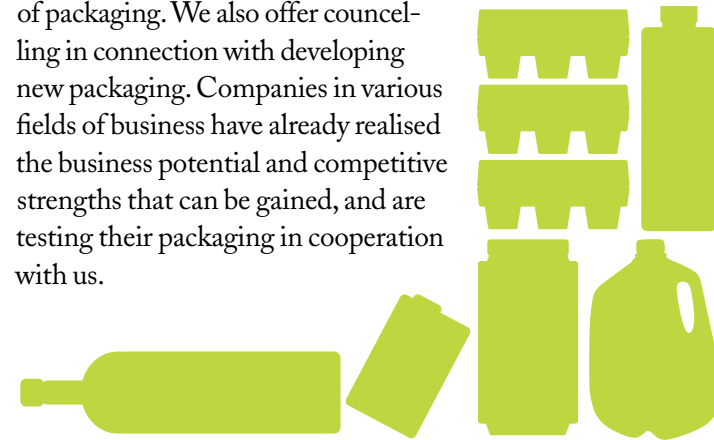 of packaging. We also offer councel-
ling in connection with developing
new packaging. Companies in various
fields of business have already realised
the business potential and competitive
strengths that can be gained, and are
testing their packaging in cooperation
with us.